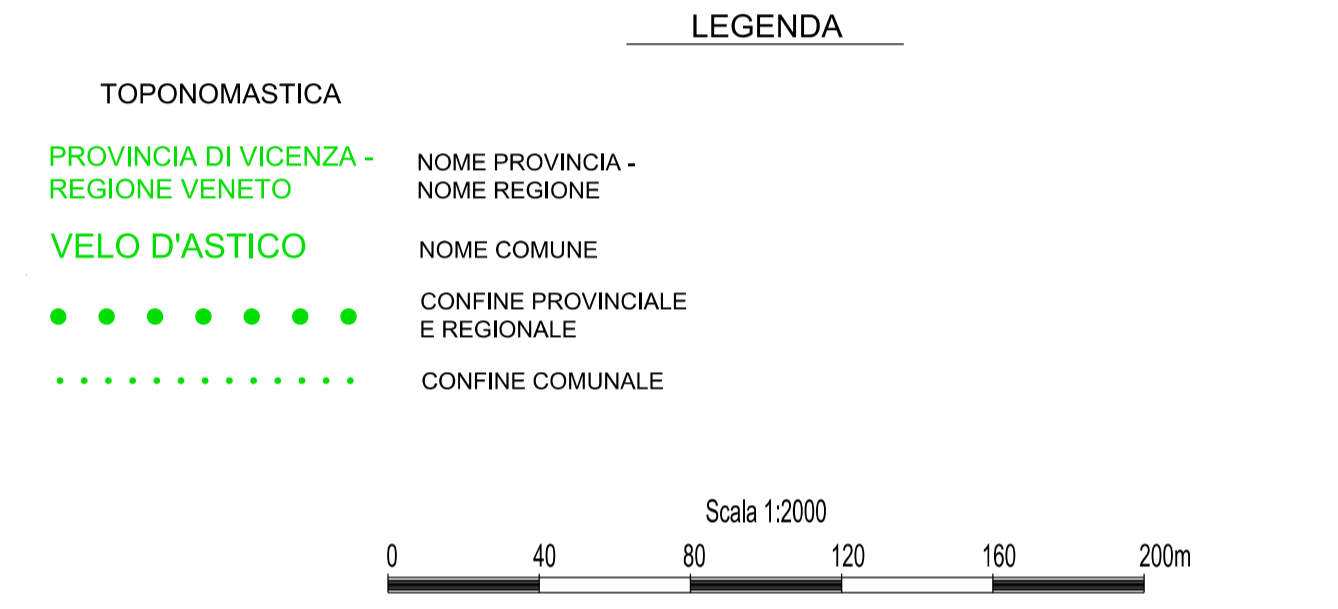 LEGENDA
TOPONOMASTICA
PROVINCIA DI VICENZA -
REGIONE VENETO
NOME PROVINCIA -
NOME REGIONE
VELO D'ASTICO
NOME COMUNE
CONFINE PROVINCIALE
E REGIONALE
CONFINE COMUNALE
Scala 1:2000
0 40 80 120 160 200m